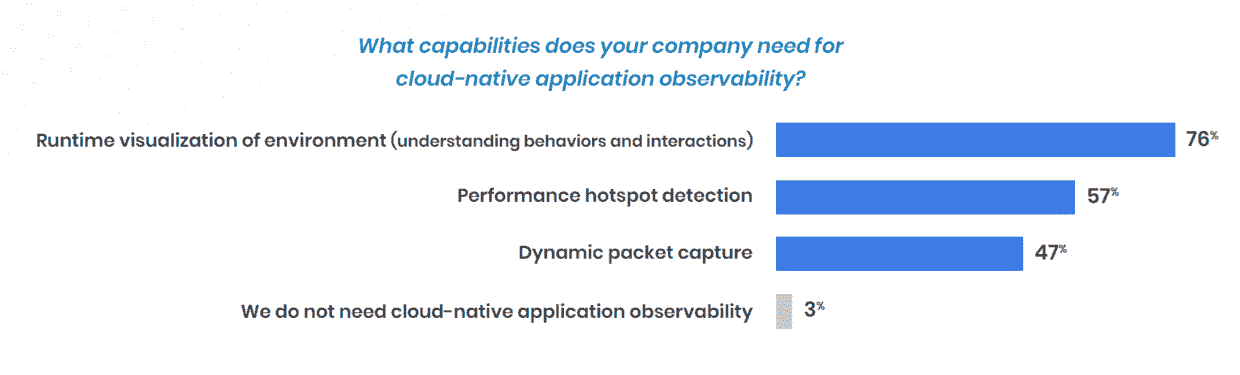 What capabilities does your company need for
cloud-native application observability?
Runtime visualization of environment (understanding behaviors and interactions) 76%
Performance hotspot detection 57%
Dynamic packet capture 47%
We do not need cloud-native application observability 3%